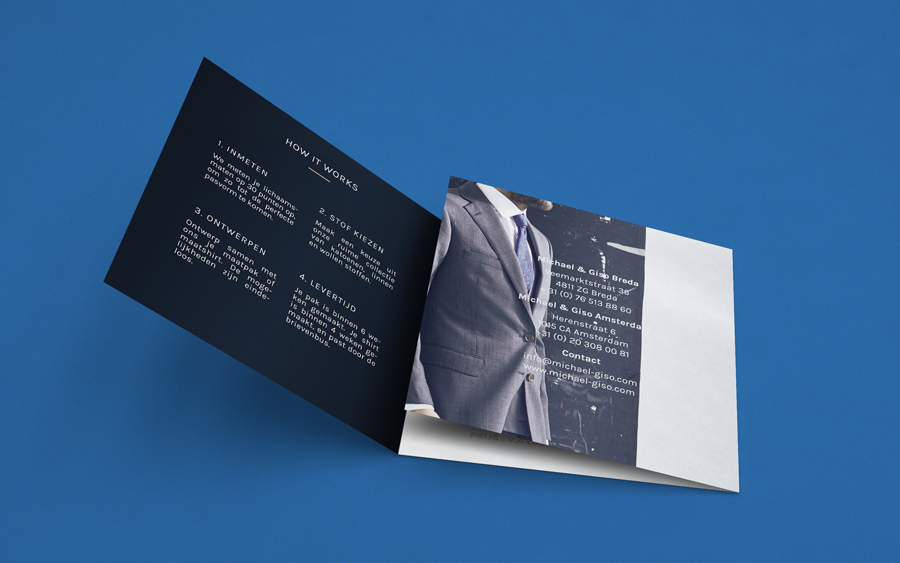 HOW IT WORKS
1. INMETEN
We meten je lichaams-
maten op 30 punten op,
om zo tot de perfecte
pasvorm te komen.
2. STOF KIEZEN
Maak een keuze uit
onze ruime collectie
van katoenen, linnen
en wollen stoffen.
3. ONTWERPEN
Ontwerp samen met
ons je maatpak of
maatshirt. De moge-
lijkheden zijn einde-
loos.
4. LEVERTIJD
Je pak is binnen 6 we-
ken gemaakt. Je shirt
is binnen 4 weken ge-
maakt, en past door de
brievenbus.
Michael & Giso Breda
Veemarktstraat 36
4811 ZG Breda
+31 (0) 76 513 88 60
Michael & Giso Amsterda
Herenstraat 6
CA Amsterdam
+31 (0) 20 308 00 81
Contact
info@michael-giso.com
www.michael-giso.com